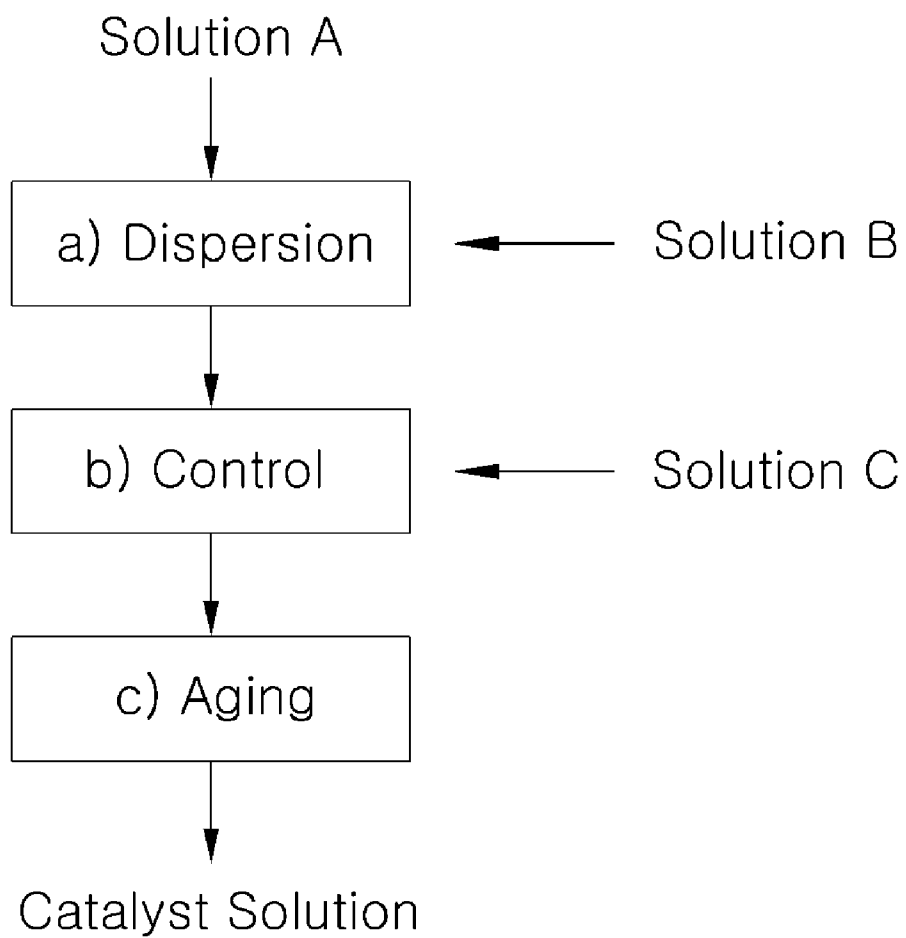 Solution A
a) Dispersion
Solution B
b) Control
Solution C
c) Aging
Catalyst Solution